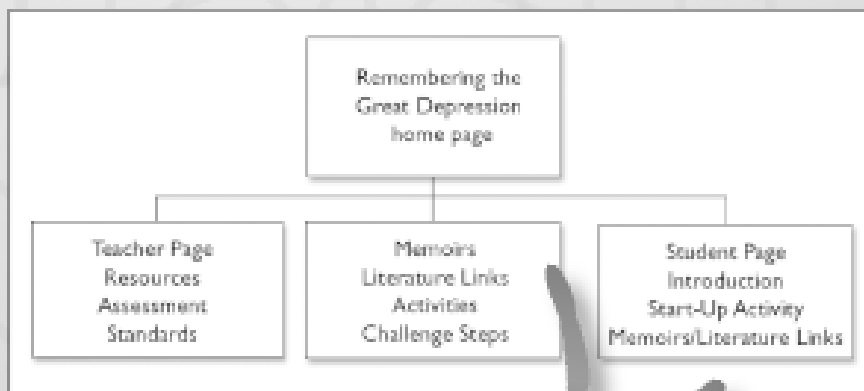 Remembering the
Great Depression
home page
Teacher Page
Resources
Assessment
Standards
Memoirs
Literature Links
Activities
Challenge Steps
Student Page
Introduction
Start-Up Activity
Memoirs/Literature Links